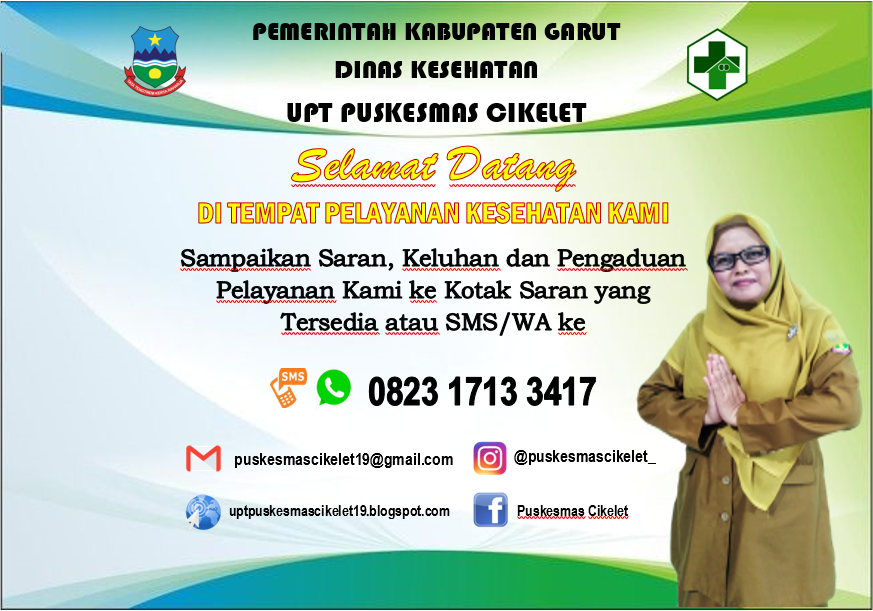 PEMERINTAH KABUPATEN GARUT
DINAS KESEHATAN
UPT PUSKESMAS CIKELET
Selamat Datang
DI TEMPAT PELAYANAN KESEHATAN KAMI
Sampaikan Saran, Keluhan dan Pengaduan
Pelayanan Kami ke Kotak Saran yang
Tersedia atau SMS/WA ke
SMS
0823 1713 3417
puskesmascikelet19@gmail.com
@puskesmascikelet_
uptpuskesmascikelet19.blogspot.com
Puskesmas Cikelet